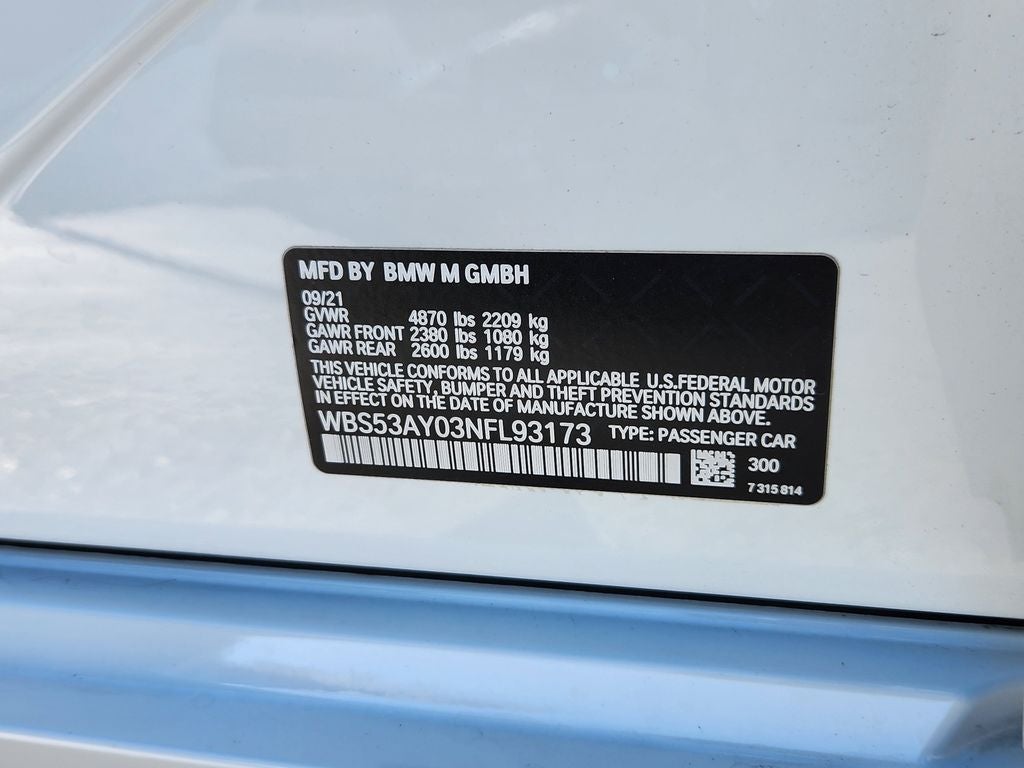 MFD BY BMW M GMBH
09/21
GVWR 4870 lbs 2209 kg
GAWR FRONT 2380 lbs 1080 kg
GAWR REAR 2600 lbs 1179 kg
THIS VEHICLE CONFORMS TO ALL APPLICABLE U.S.FEDERAL MOTOR
VEHICLE SAFETY, BUMPER AND THEFT PREVENTION STANDARDS
IN EFFECT ON THE DATE OF MANUFACTURE SHOWN ABOVE.
WBS53AY03NFL93173 TYPE: PASSENGER CAR
300
7 315 814